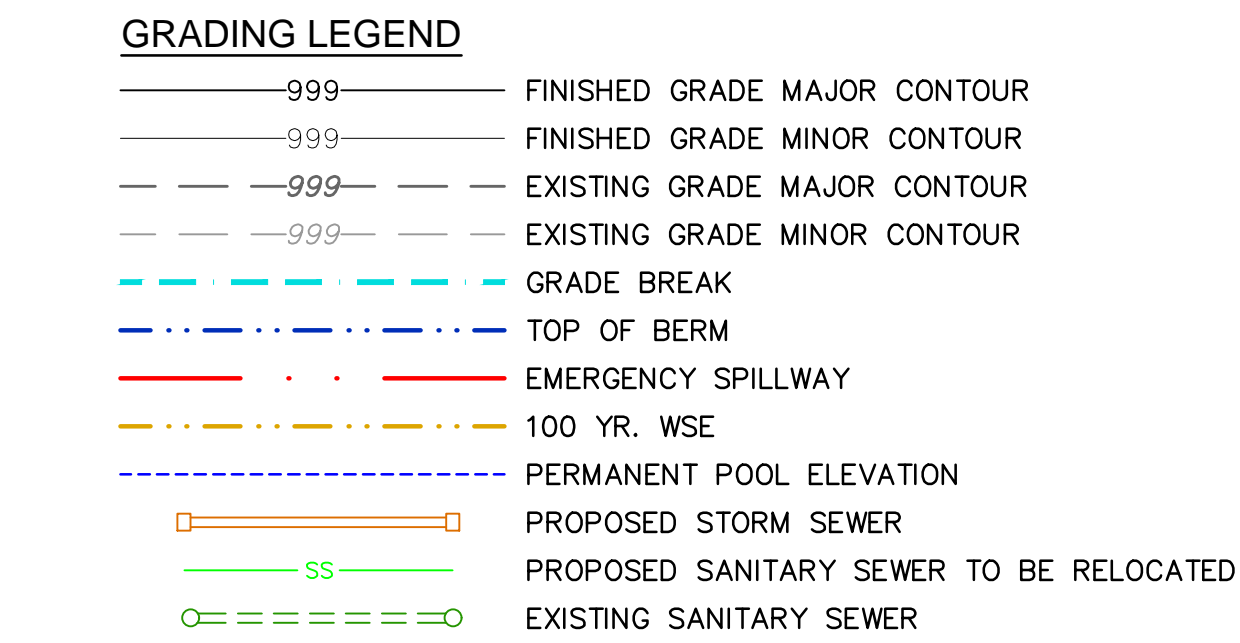 GRADING LEGEND
999 FINISHED GRADE MAJOR CONTOUR
999 FINISHED GRADE MINOR CONTOUR
999 EXISTING GRADE MAJOR CONTOUR
999 EXISTING GRADE MINOR CONTOUR
GRADE BREAK
TOP OF BERM
EMERGENCY SPILLWAY
100 YR. WSE
PERMANENT POOL ELEVATION
PROPOSED STORM SEWER
SS PROPOSED SANITARY SEWER TO BE RELOCATED
EXISTING SANITARY SEWER